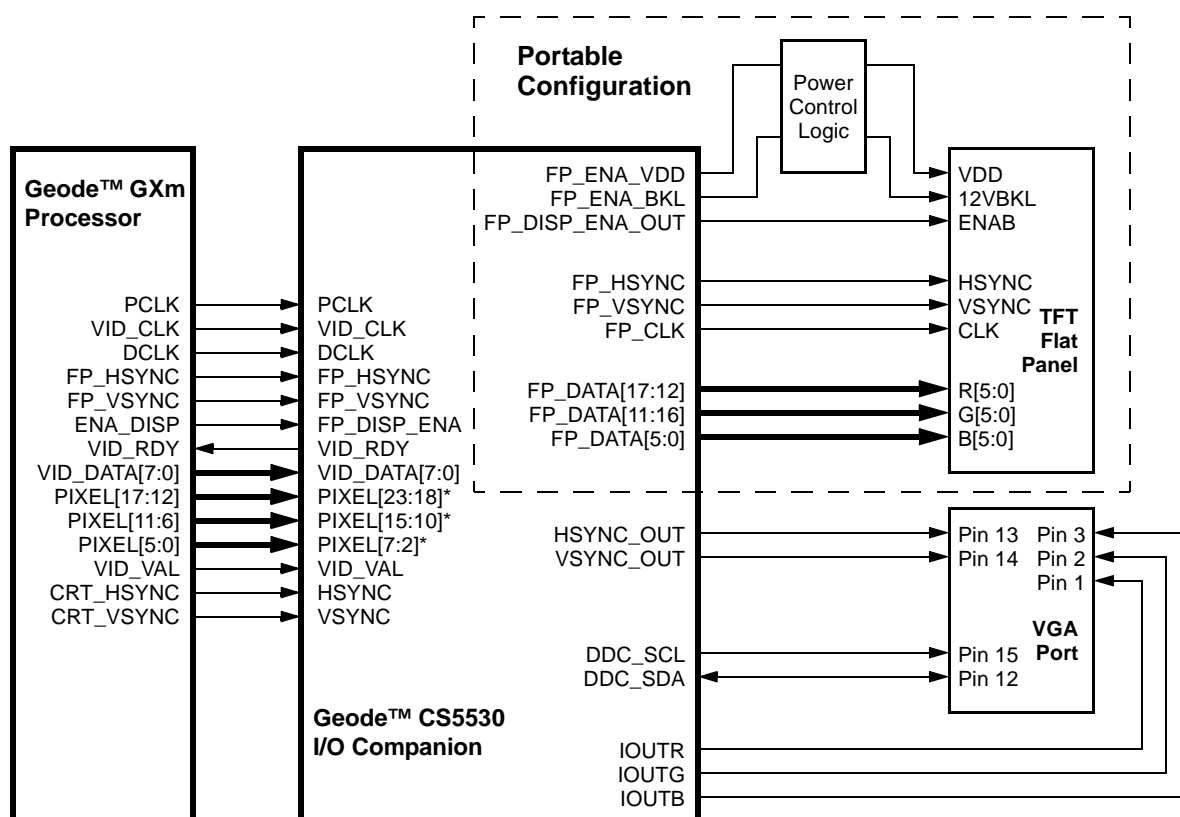 Portable
Configuration
Power
Control
Logic
Geode™ GXm
Processor
PCLK
VID_CLK
DCLK
FP_HSYNC
FP_VSYNC
ENA_DISP
VID_RDY
VID_DATA[7:0]
PIXEL[17:12]
PIXEL[11:6]
PIXEL[5:0]
VID_VAL
CRT_HSYNC
CRT_VSYNC
PCLK
VID_CLK
DCLK
FP_HSYNC
FP_VSYNC
FP_DISP_ENA
VID_RDY
VID_DATA[7:0]
PIXEL[23:18]*
PIXEL[15:10]*
PIXEL[7:2]*
VID_VAL
HSYNC
VSYNC
Geode™ CS5530
I/O Companion
FP_ENA_VDD
FP_ENA_BKL
FP_DISP_ENA_OUT
FP_HSYNC
FP_VSYNC
FP_CLK
FP_DATA[17:12]
FP_DATA[11:16]
FP_DATA[5:0]
HSYNC_OUT
VSYNC_OUT
DDC_SCL
DDC_SDA
IOUTR
IOUTG
IOUTB
VDD
12VBKL
ENAB
HSYNC
VSYNC
CLK
TFT
Flat
Panel
R[5:0]
G[5:0]
B[5:0]
Pin 13 Pin 3
Pin 14 Pin 2
Pin 1
VGA
Port
Pin 15
Pin 12